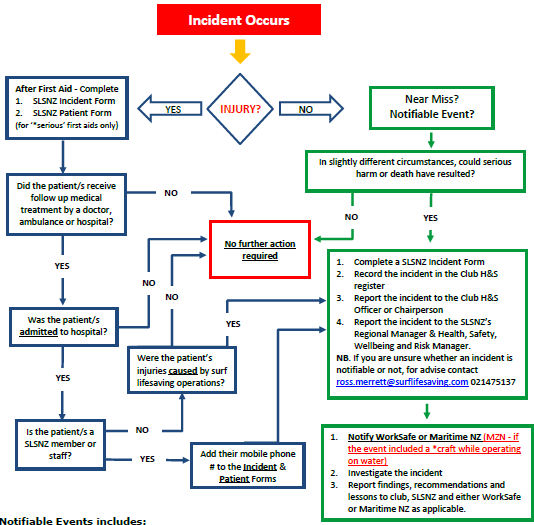 Incident Occurs
After First Aid - Complete
1. SLSNZ Incident Form
2. SLSNZ Patient Form
(for '*serious' first aids only)
YES
INJURY?
NO
Near Miss?
Notifiable Event?
In slightly different circumstances, could serious
harm or death have resulted?
NO
YES
Did the patient/s receive
follow up medical
treatment by a doctor,
ambulance or hospital?
NO
YES
No further action
required
NO
NO
Was the patient/s
admitted to hospital?
YES
YES
Were the patient's
injuries caused by surf
lifesaving operations?
1. Complete a SLSNZ Incident Form
2. Record the incident in the Club H&S
register
3. Report the incident to the Club H&S
Officer or Chairperson
4. Report the incident to the SLSNZ's
Regional Manager & Health, Safety,
Wellbeing and Risk Manager.
NB. If you are unsure whether an incident is
notifiable or not, for advise contact
ross.merrett@surflifesaving.com 021475137
Is the patient/s a
SLSNZ member or
staff?
NO
YES
Add their mobile phone
# to the Incident &
Patient Forms
1. Notify WorkSafe or Maritime NZ (MZN - if
the event included a *craft while operating
on water)
2. Investigate the incident
3. Report findings, recommendations and
lessons to club, SLSNZ and either WorkSafe
or Maritime NZ as applicable.
Notifiable Events includes: